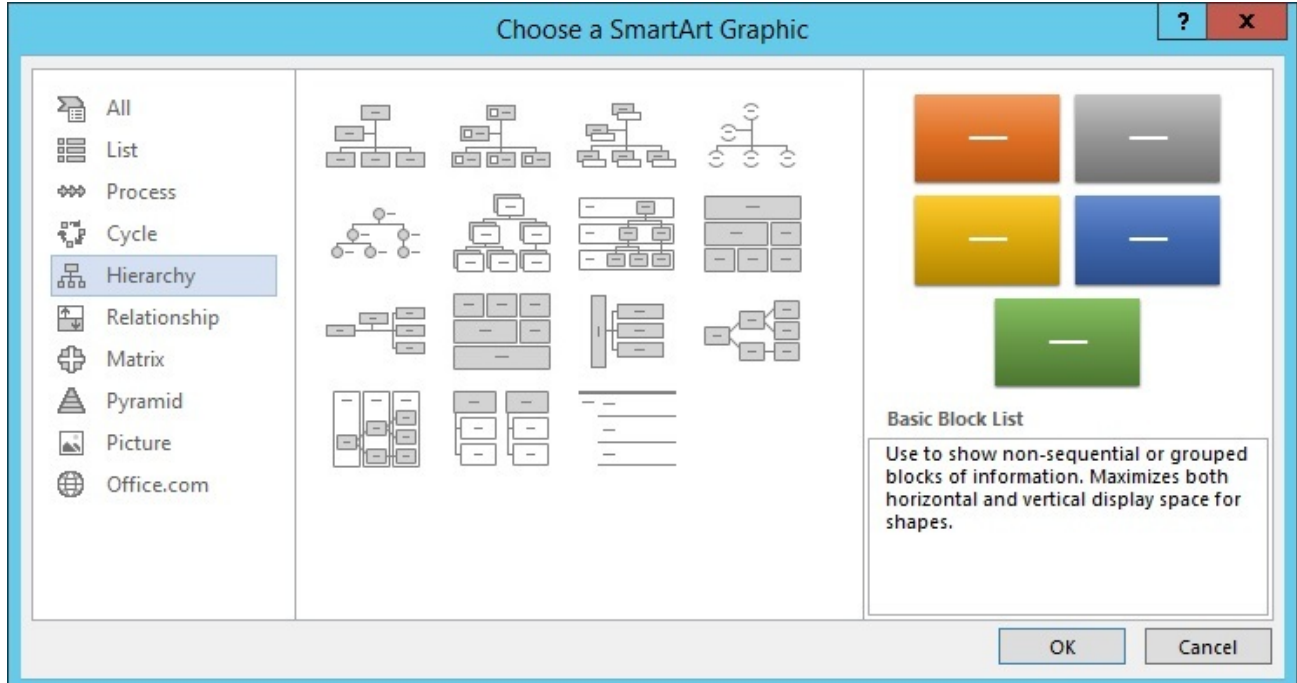 Choose a SmartArt Graphic
? x
All
List
Process
Cycle
Hierarchy
Relationship
Matrix
Pyramid
Picture
Office.com
Basic Block List
Use to show non-sequential or grouped
blocks of information. Maximizes both
horizontal and vertical display space for
shapes.
OK Cancel